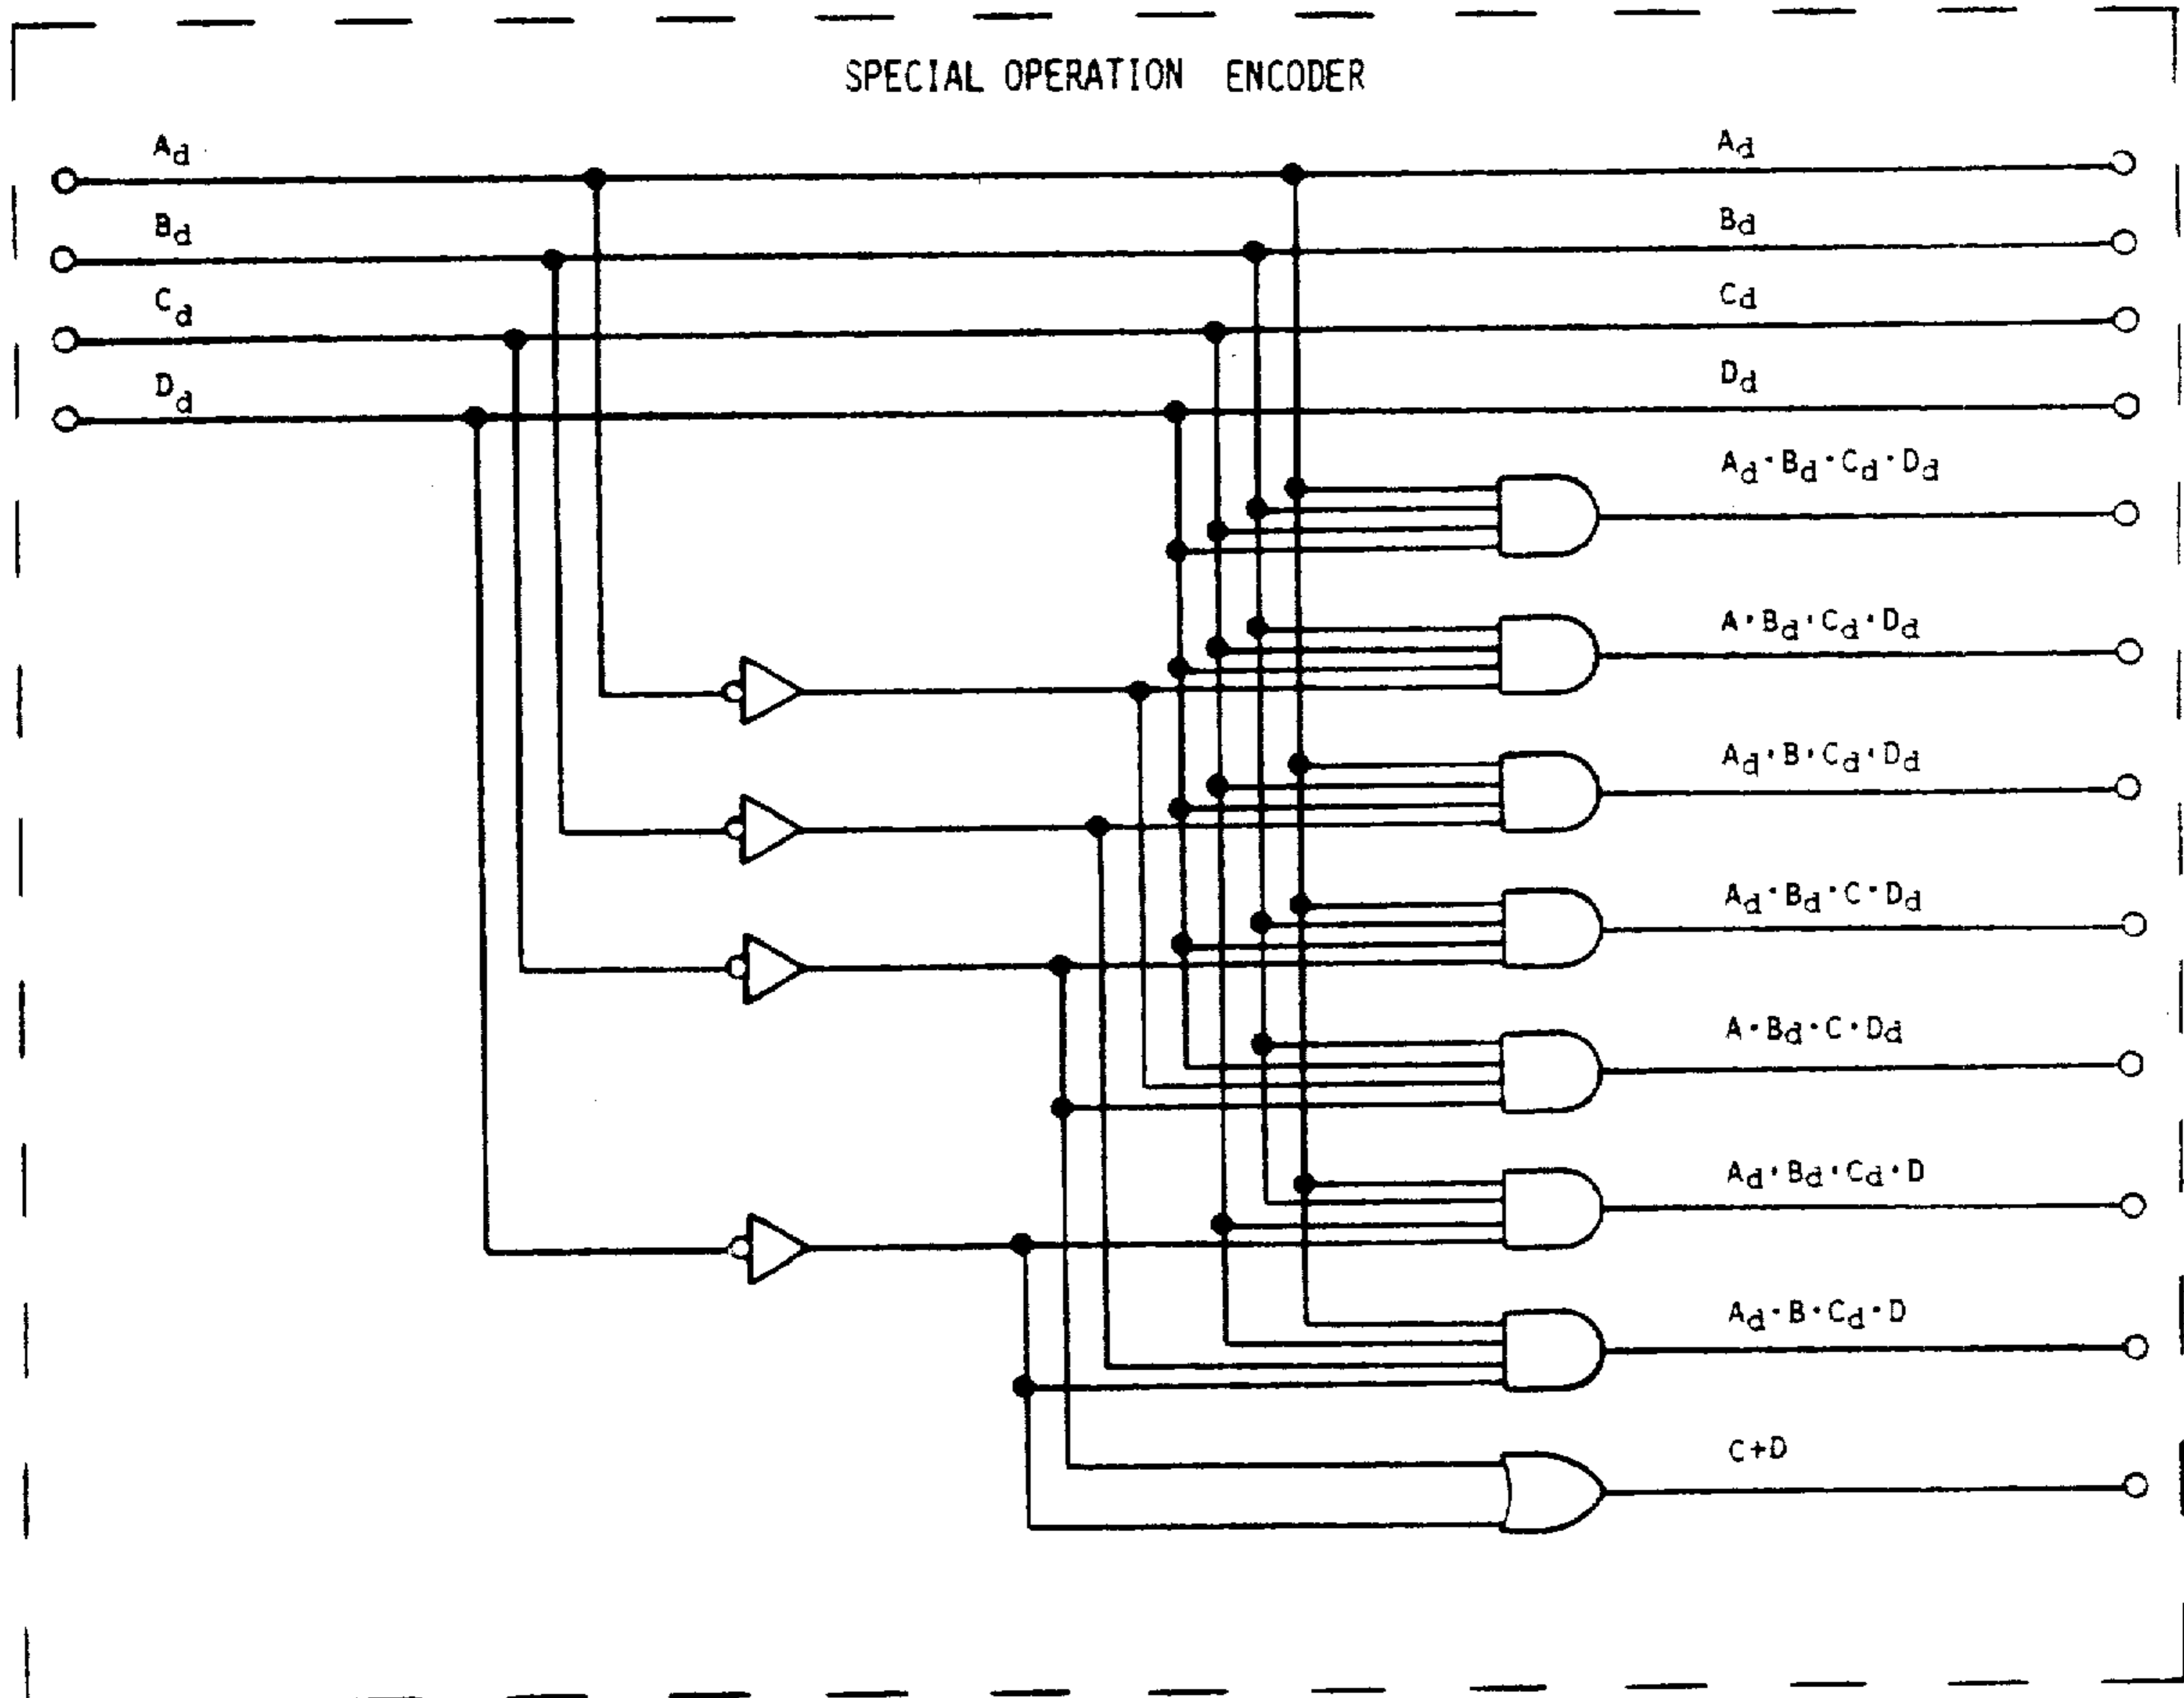 SPECIAL OPERATION ENCODER
Ad Ad
Bd Bd
Cd Cd
Dd Dd
Ad·Bd·Cd·Dd
A·Bd·Cd·Dd
Ad·B·Cd·Dd
Ad·Bd·C·Dd
A·Bd·C·Dd
Ad·Bd·Cd·D
Ad·B·Cd·D
C+D